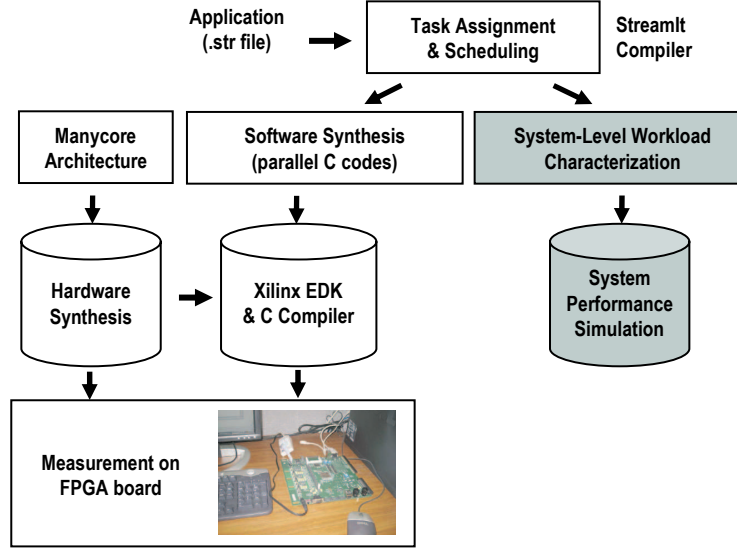 Application
(.str file)
Task Assignment
& Scheduling
StreamIt
Compiler
Manycore
Architecture
Software Synthesis
(parallel C codes)
System-Level Workload
Characterization
Hardware
Synthesis
Xilinx EDK
& C Compiler
System
Performance
Simulation
Measurement on
FPGA board